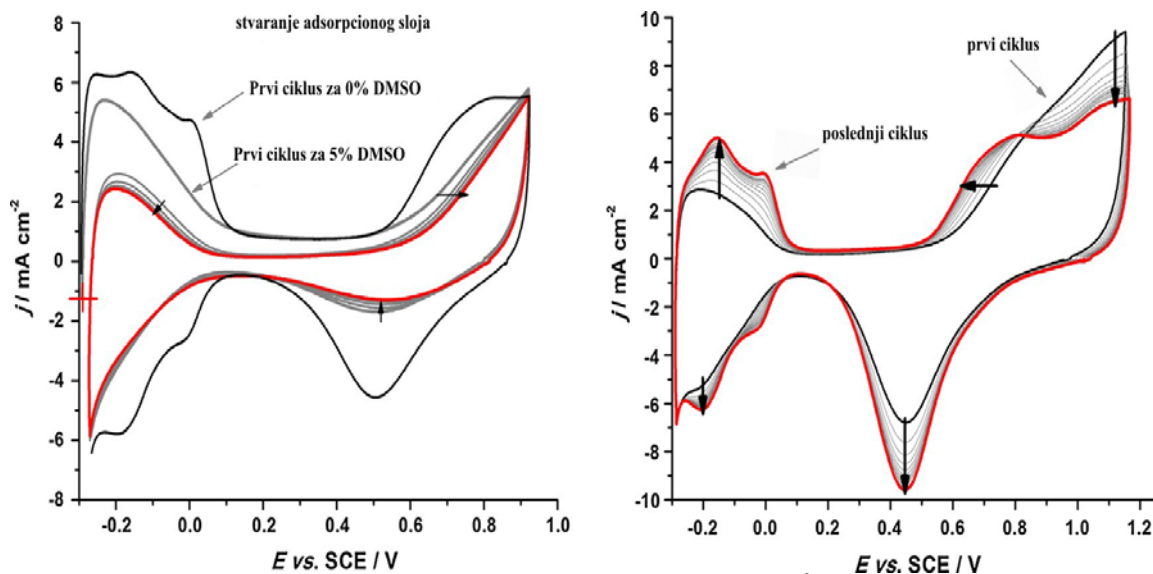 stvaranje adsorpcionog sloja
Prvi ciklus za 0% DMSO
Prvi ciklus za 5% DMSO
j / mA cm⁻²
8
6
4
2
0
-2
-4
-6
-8
-0.2 0.0 0.2 0.4 0.6 0.8 1.0
E vs. SCE / V
prvi ciklus
poslednji ciklus
j / mA cm⁻²
10
8
6
4
2
0
-2
-4
-6
-8
-10
-0.2 0.0 0.2 0.4 0.6 0.8 1.0 1.2
E vs. SCE / V